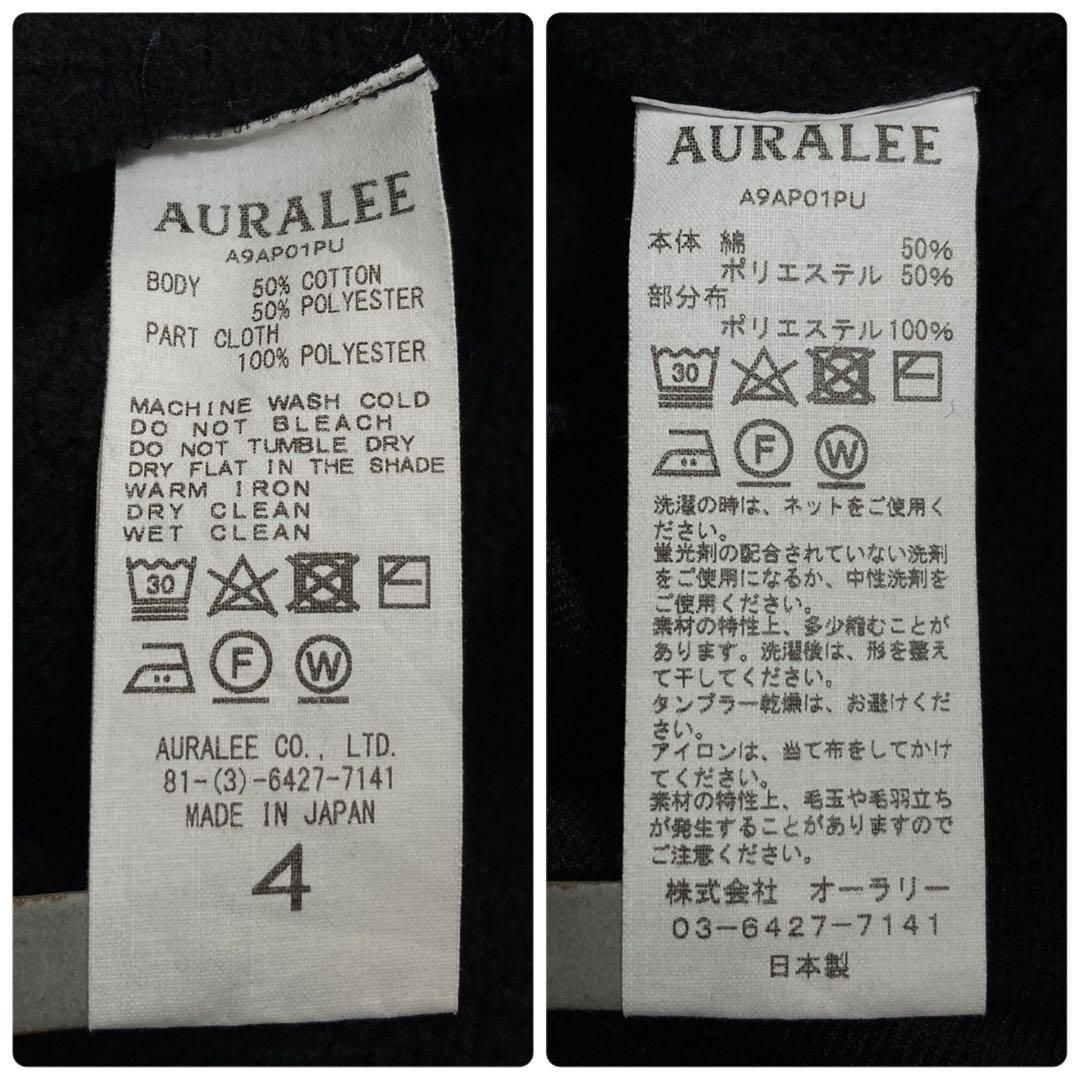 AURALEE
A9AP01PU
BODY 50% COTTON
50% POLYESTER
PART CLOTH
100% POLYESTER
MACHINE WASH COLD
DO NOT BLEACH
DO NOT TUMBLE DRY
DRY FLAT IN THE SHADE
WARM IRON
DRY CLEAN
WET CLEAN
30
F W
AURALEE CO., LTD.
81-(3)-6427-7141
MADE IN JAPAN
4
AURALEE
A9AP01PU
本体 綿 50%
ポリエステル 50%
部分布
ポリエステル100%
30
F W
洗濯の時は、ネットをご使用く
ださい。
蛍光剤の配合されていない洗剤
をご使用になるか、中性洗剤を
ご使用ください。
素材の特性上、多少縮むことが
あります。洗濯後は、形を整え
て干してください。
タンブラー乾燥は、お避けくだ
さい。
アイロンは、当て布をしてかけ
てください。
素材の特性上、毛玉や毛羽立ち
が発生することがありますので
ご注意ください。
株式会社 オーラリー
03-6427-7141
日本製